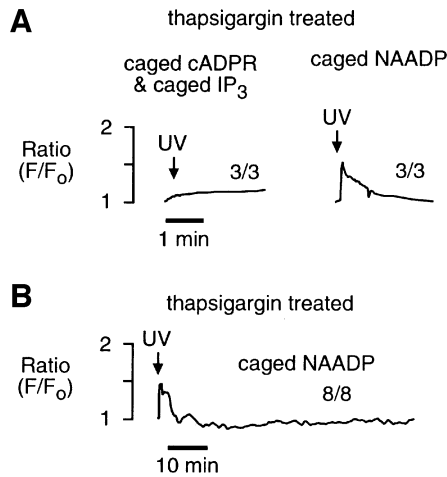 A
thapsigargin treated
caged cADPR
& caged IP3
caged NAADP
Ratio
(F/Fo)
2
1
UV
3/3
1 min
UV
3/3
B
thapsigargin treated
Ratio
(F/Fo)
2
1
UV
caged NAADP
8/8
10 min